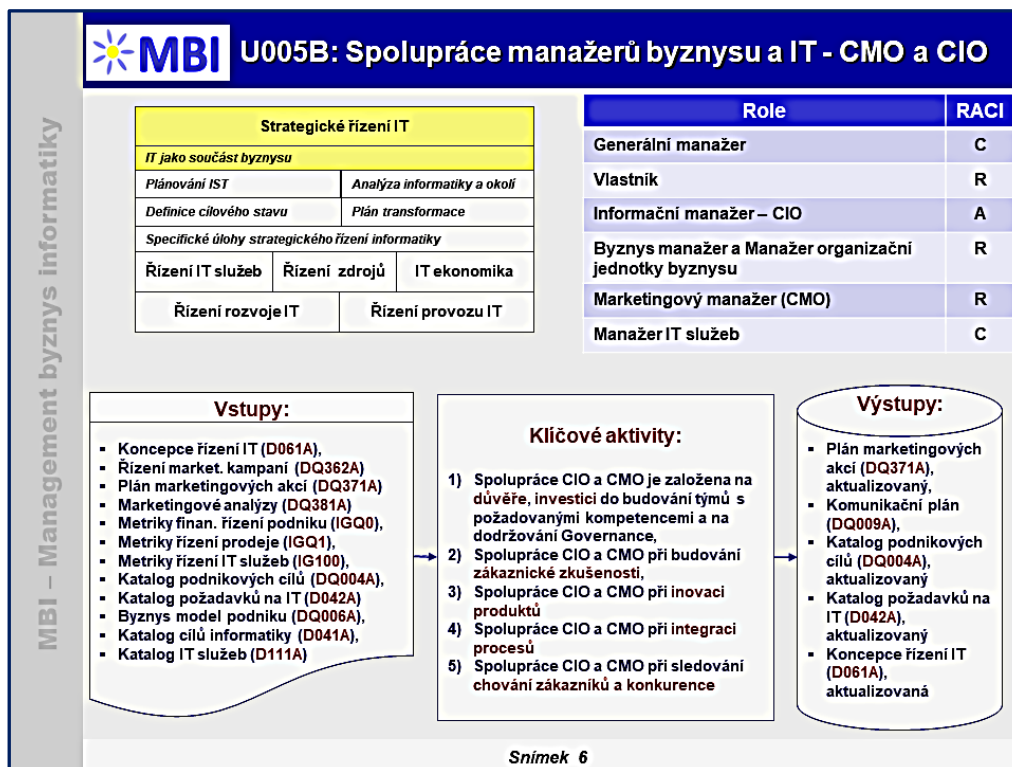 MBI
U005B: Spolupráce manažerů byznysu a IT - CMO a CIO
MBI – Management byznys informatiky
Strategické řízení IT
IT jako součást byznysu
Plánování IST
Analýza informatiky a okolí
Definice cílového stavu
Plán transformace
Specifické úlohy strategického řízení informatiky
Řízení IT služeb
Řízení zdrojů
IT ekonomika
Řízení rozvoje IT
Řízení provozu IT
Role RACI
Generální manažer C
Vlastník R
Informační manažer – CIO A
Byznys manažer a Manažer organizační R
jednotky byznysu
Marketingový manažer (CMO) R
Manažer IT služeb C
Vstupy:
▪ Koncepce řízení IT (D061A),
▪ Řízení market. kampaní (DQ362A)
▪ Plán marketingových akcí (DQ371A)
▪ Marketingové analýzy (DQ381A)
▪ Metriky finan. řízení podniku (IGQ0),
▪ Metriky řízení prodeje (IGQ1),
▪ Metriky řízení IT služeb (IG100),
▪ Katalog podnikových cílů (DQ004A),
▪ Katalog požadavků na IT (D042A)
▪ Byznys model podniku (DQ006A),
▪ Katalog cílů informatiky (D041A),
▪ Katalog IT služeb (D111A)
Klíčové aktivity:
1) Spolupráce CIO a CMO je založena na
důvěře, investici do budování týmů s
požadovanými kompetencemi a na
dodržování Governance,
2) Spolupráce CIO a CMO při budování
zákaznické zkušenosti,
3) Spolupráce CIO a CMO při inovaci
produktů
4) Spolupráce CIO a CMO při integraci
procesů
5) Spolupráce CIO a CMO při sledování
chování zákazníků a konkurence
Výstupy:
▪ Plán marketingových
akcí (DQ371A),
aktualizovaný,
▪ Komunikační plán
(DQ009A),
▪ Katalog podnikových
cílů (DQ004A),
aktualizovaný
▪ Katalog požadavků na
IT (D042A),
aktualizovaný
▪ Koncepce řízení IT
(D061A),
aktualizovaná
Snímek 6